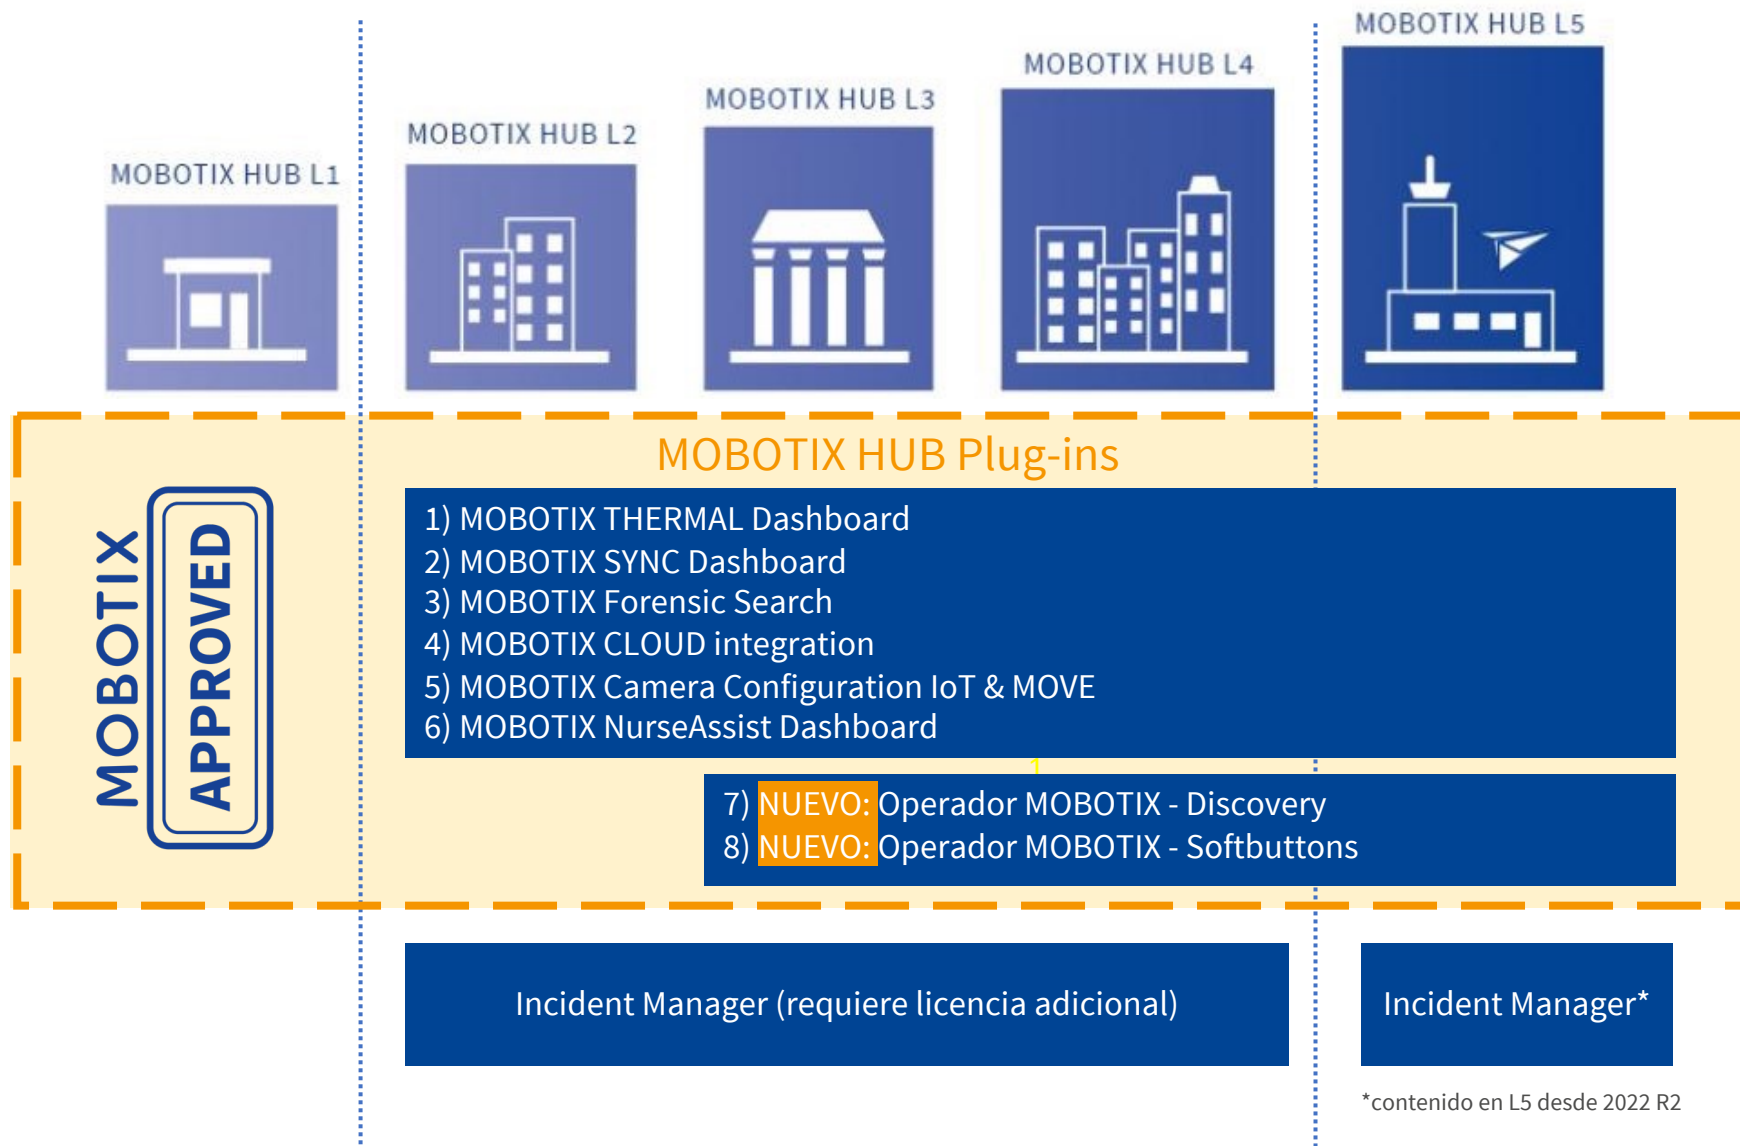 MOBOTIX HUB L1
MOBOTIX HUB L2
MOBOTIX HUB L3
MOBOTIX HUB L4
MOBOTIX HUB L5
MOBOTIX HUB Plug-ins
MOBOTIX
APPROVED
1) MOBOTIX THERMAL Dashboard
2) MOBOTIX SYNC Dashboard
3) MOBOTIX Forensic Search
4) MOBOTIX CLOUD integration
5) MOBOTIX Camera Configuration IoT & MOVE
6) MOBOTIX NurseAssist Dashboard
1
7) NUEVO: Operador MOBOTIX - Discovery
8) NUEVO: Operador MOBOTIX - Softbuttons
Incident Manager (requiere licencia adicional)
Incident Manager*
*contenido en L5 desde 2022 R2